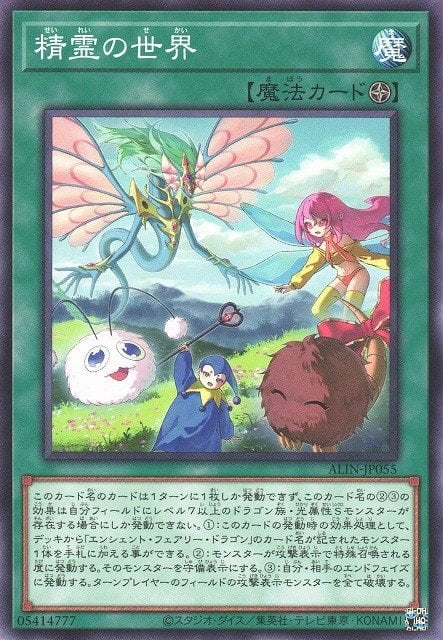 精霊の世界
せいれい せかい
魔
まほう
【魔法カード】
ALIN-JP055
このカード名のカードは1ターンに1枚しか発動できず、このカード名の②③の
効果は自分フィールドにレベル7以上のドラゴン族・光属性Sモンスターが
存在する場合にしか発動できない。①:このカードの発動時の効果処理として、
デッキから「エンシェント・フェアリー・ドラゴン」のカード名が記されたモンスター
1体を手札に加える事ができる。②:モンスターが攻撃表示で特殊召喚される
度に発動する。そのモンスターを守備表示にする。③:自分・相手のエンドフェイズ
に発動する。ターンプレイヤーのフィールドの攻撃表示モンスターを全て破壊する。
05414777
©スタジオ・ダイス/集英社・テレビ東京・KONAMI